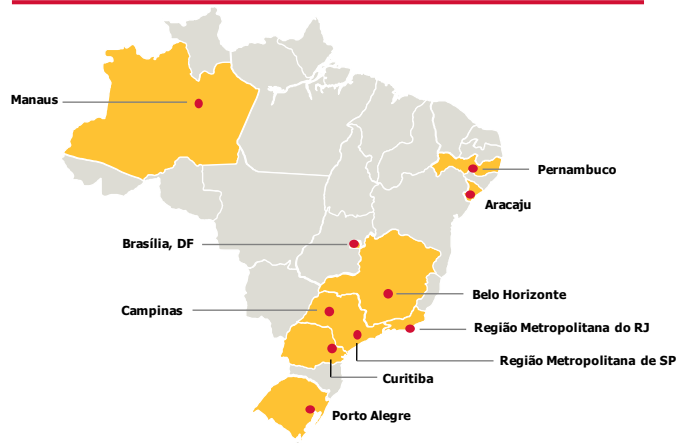 Manaus
Pernambuco
Aracaju
Brasília, DF
Belo Horizonte
Campinas
Região Metropolitana do RJ
Região Metropolitana de SP
Curitiba
Porto Alegre